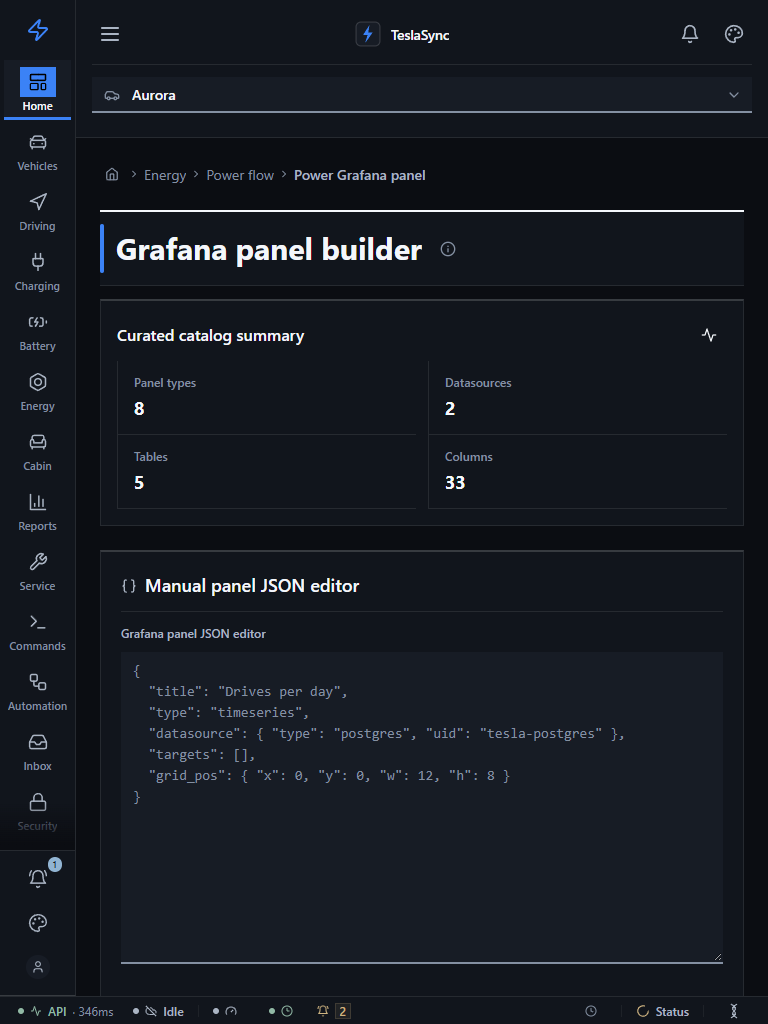 TeslaSync
Aurora
Home
Vehicles
Driving
Charging
Battery
Energy
Cabin
Reports
Service
Commands
Automation
Inbox
Security
1
Energy > Power flow > Power Grafana panel
Grafana panel builder
Curated catalog summary
Panel types
8
Datasources
2
Tables
5
Columns
33
{} Manual panel JSON editor
Grafana panel JSON editor
{
  "title": "Drives per day",
  "type": "timeseries",
  "datasource": { "type": "postgres", "uid": "tesla-postgres" },
  "targets": [],
  "grid_pos": { "x": 0, "y": 0, "w": 12, "h": 8 }
}
API · 346ms Idle 2 Status